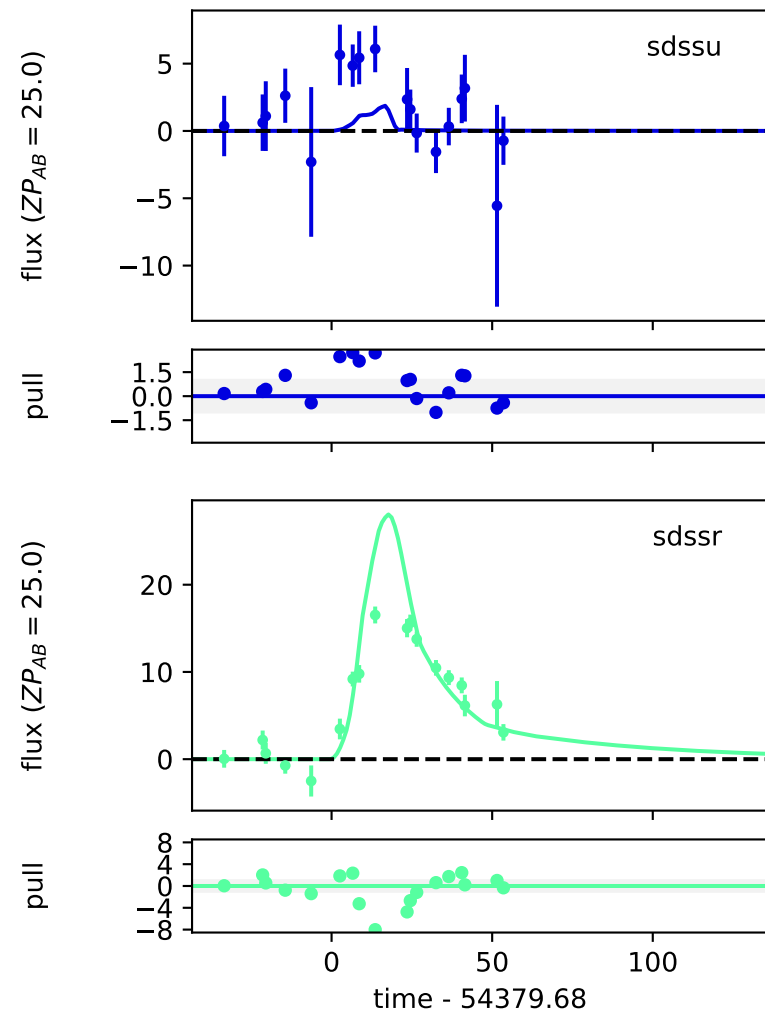 sdssu
flux (ZP_AB = 25.0)
5
0
−5
−10
pull
1.5
0.0
−1.5
sdssr
flux (ZP_AB = 25.0)
20
10
0
pull
8
4
0
−4
−8
0 50 100
time - 54379.68